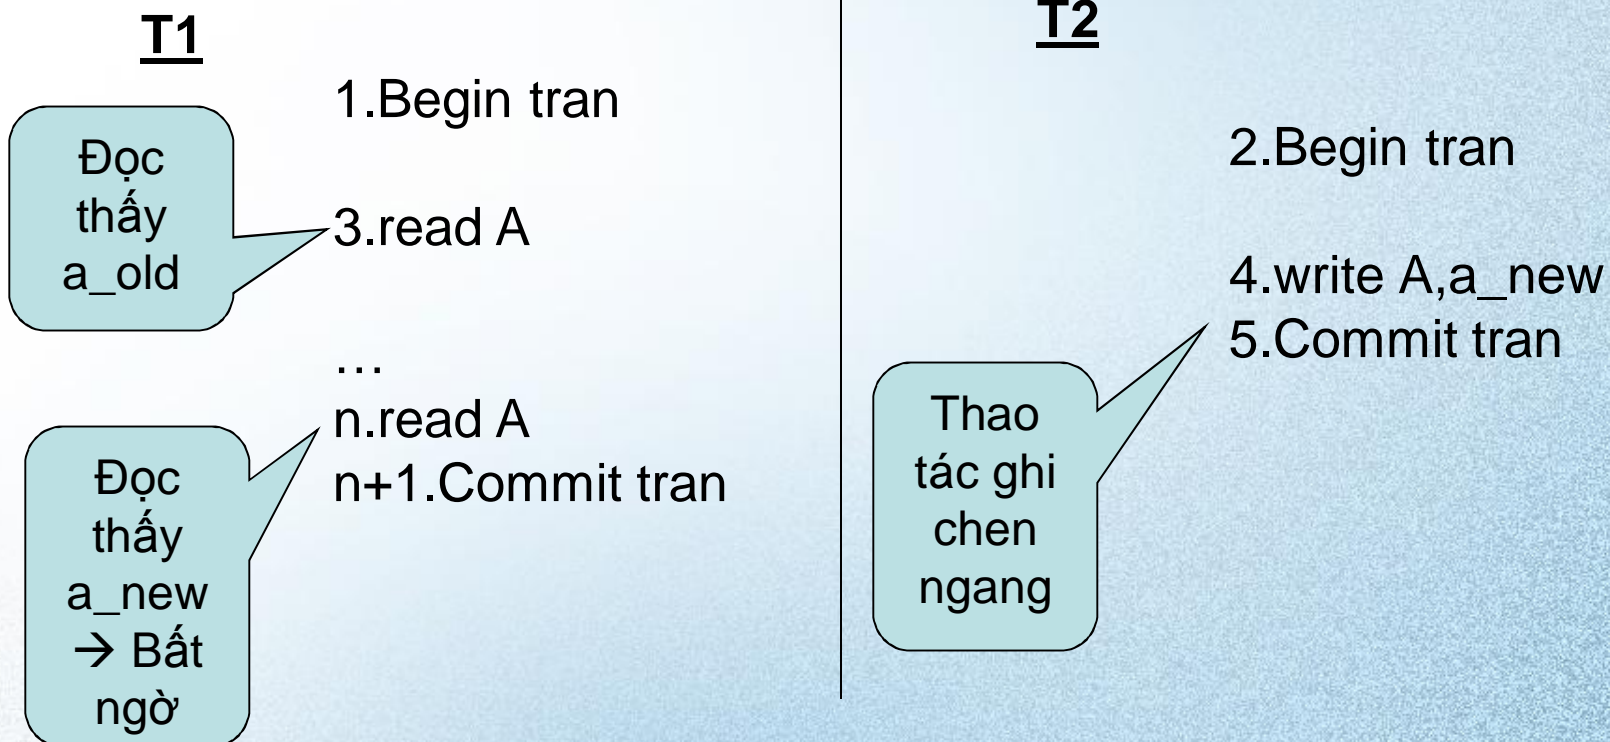 T1
1.Begin tran
Đọc
thấy
a_old
3.read A
…
n.read A
n+1.Commit tran
Đọc
thấy
a_new
→ Bất
ngờ
T2
2.Begin tran
4.write A,a_new
5.Commit tran
Thao
tác ghi
chen
ngang